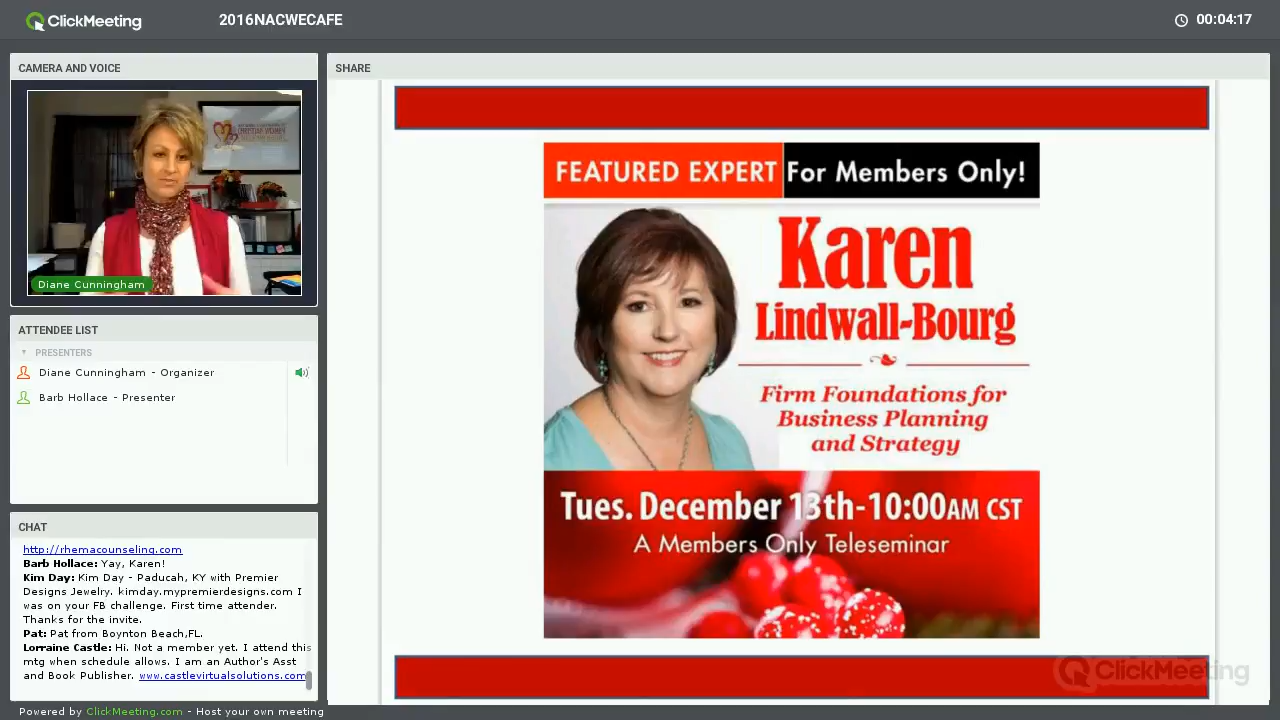 ClickMeeting
2016NACWECAFE
00:04:17
CAMERA AND VOICE
CHRISTIAN WOMEN
Diane Cunningham
ATTENDEE LIST
PRESENTERS
Diane Cunningham - Organizer
Barb Hollace - Presenter
CHAT
http://rhemacounseling.com
Barb Hollace: Yay, Karen!
Kim Day: Kim Day - Paducah, KY with Premier
Designs Jewelry. kimday.mypremierdesigns.com I
was on your FB challenge. First time attender.
Thanks for the invite.
Pat: Pat from Boynton Beach,FL.
Lorraine Castle: Hi. Not a member yet. I attend this
mtg when schedule allows. I am an Author's Asst
and Book Publisher. www.castlevirtualsolutions.com
Powered by ClickMeeting.com - Host your own meeting
SHARE
FEATURED EXPERT For Members Only!
Karen
Lindwall-Bourg
Firm Foundations for
Business Planning
and Strategy
Tues. December 13th-10:00AM CST
A Members Only Teleseminar
ClickMeeting